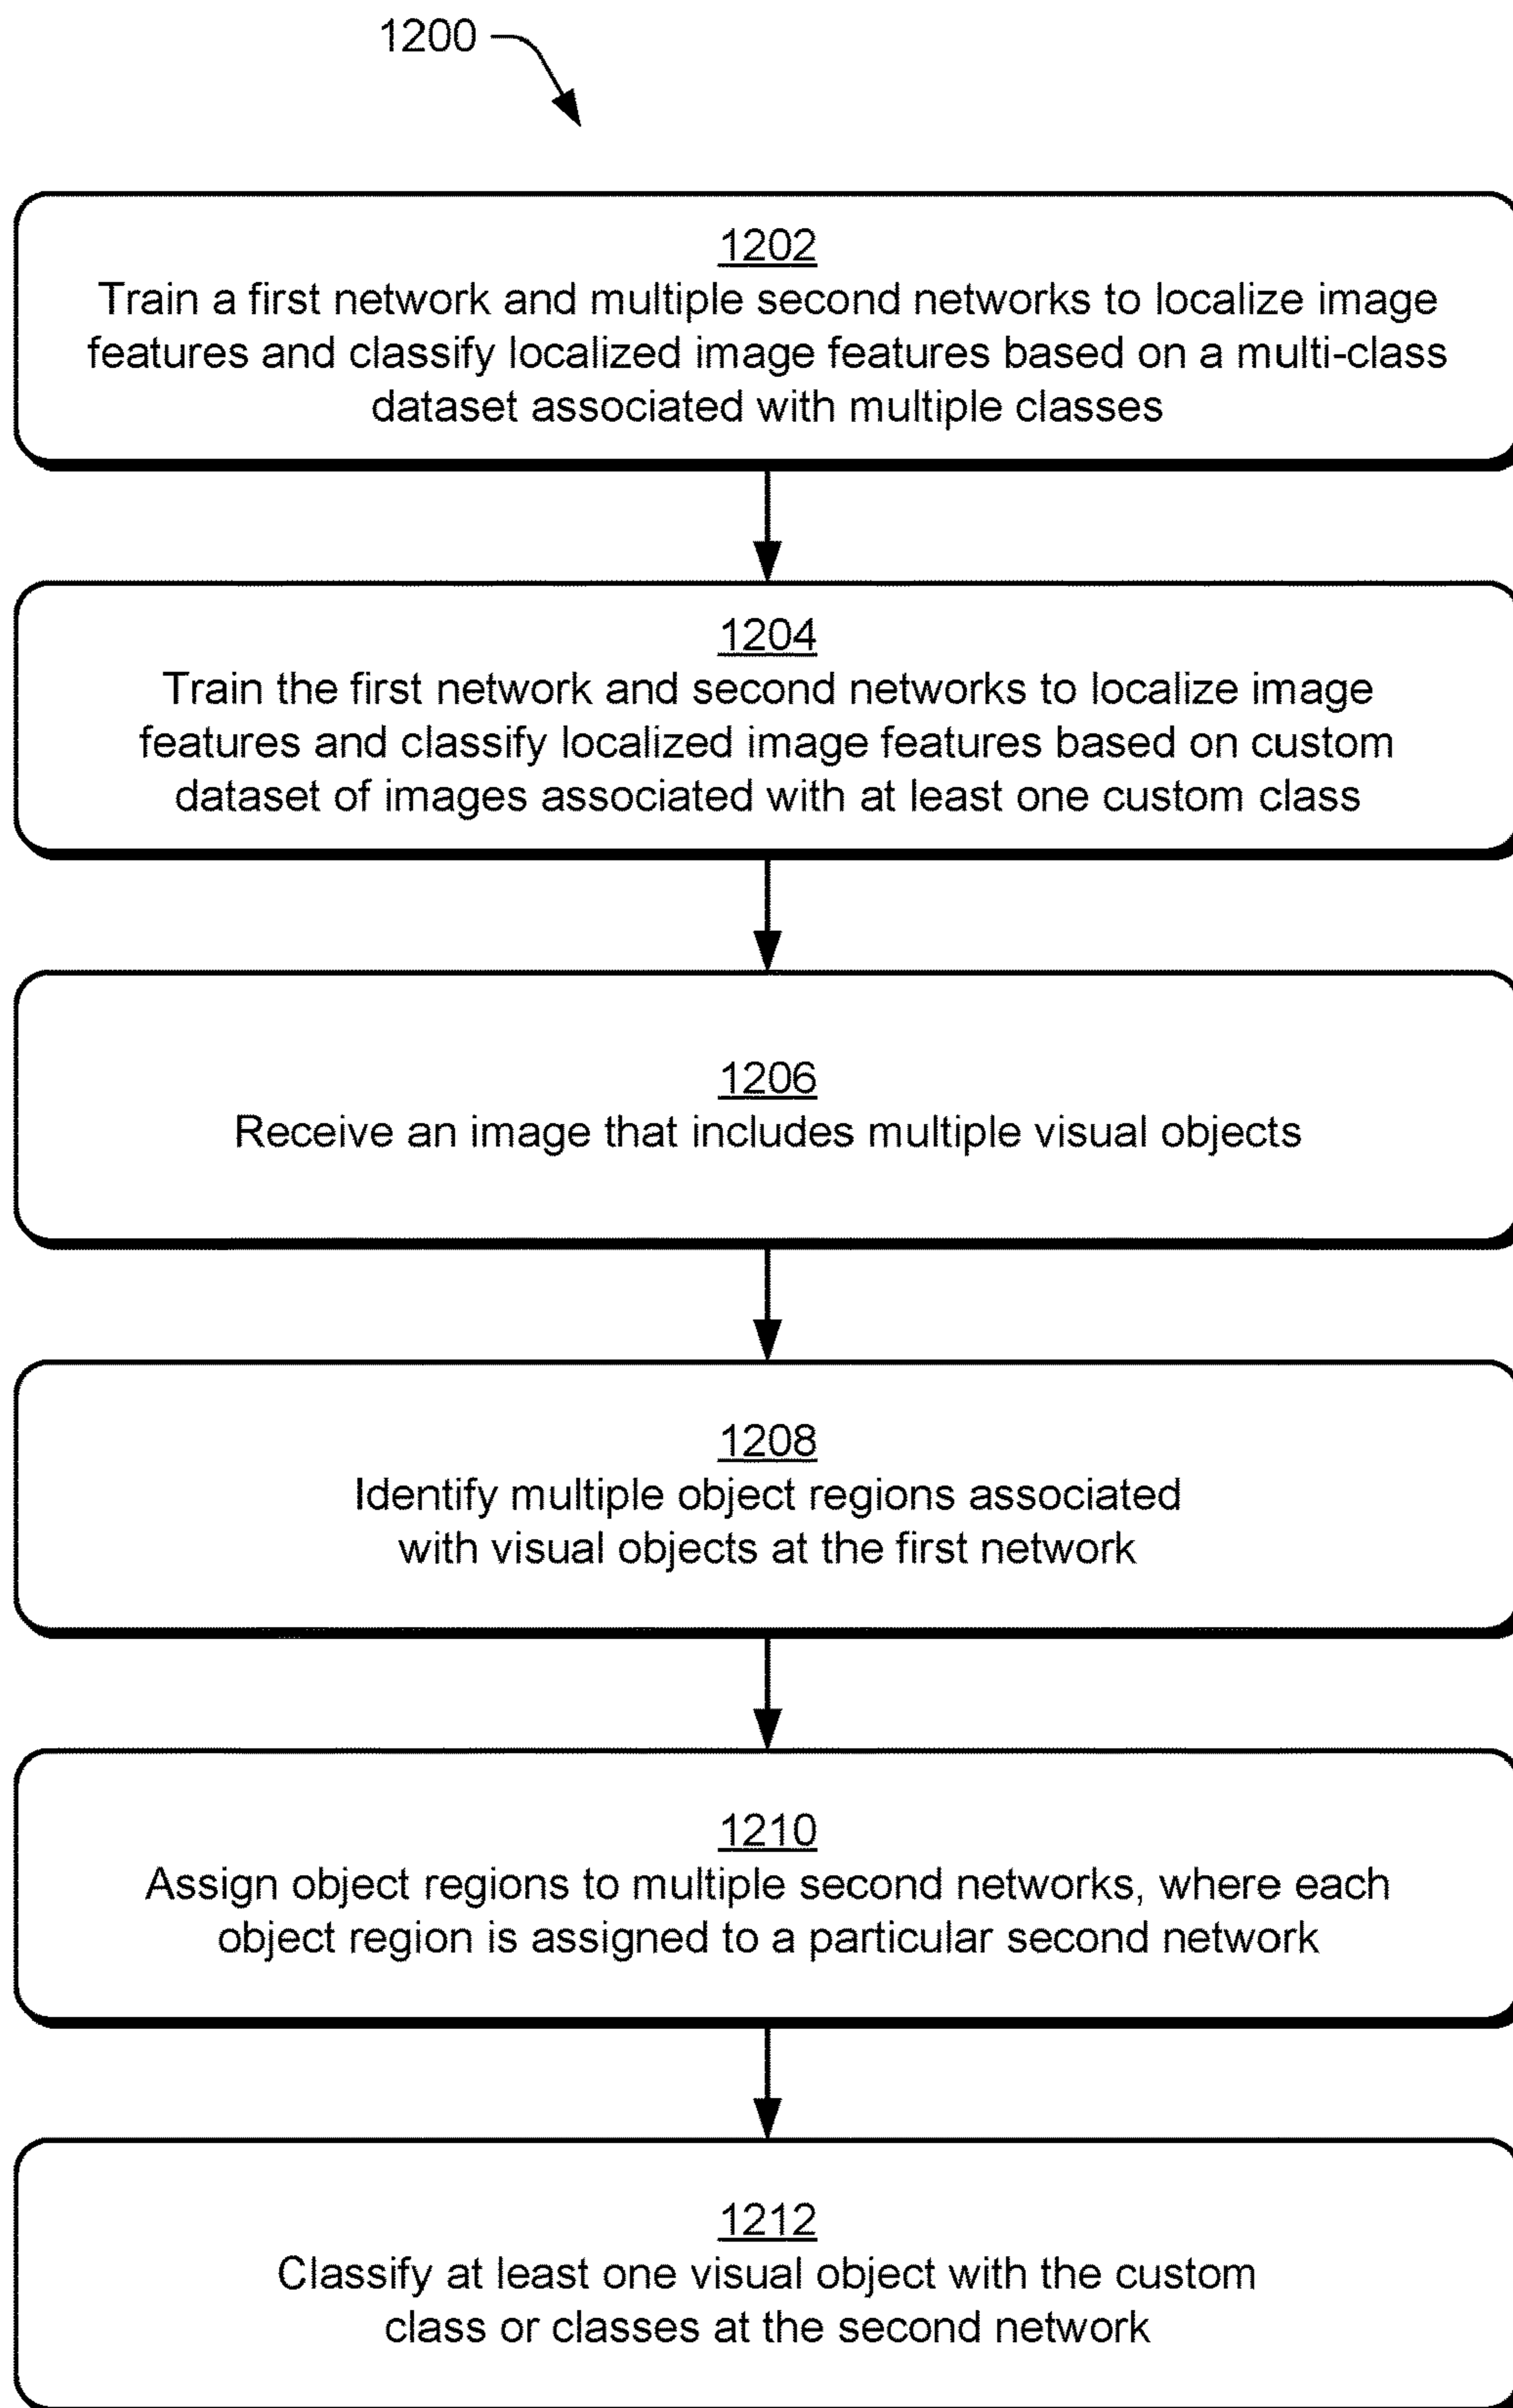 1200
1202
Train a first network and multiple second networks to localize image
features and classify localized image features based on a multi-class
dataset associated with multiple classes
1204
Train the first network and second networks to localize image
features and classify localized image features based on custom
dataset of images associated with at least one custom class
1206
Receive an image that includes multiple visual objects
1208
Identify multiple object regions associated
with visual objects at the first network
1210
Assign object regions to multiple second networks, where each
object region is assigned to a particular second network
1212
Classify at least one visual object with the custom
class or classes at the second network